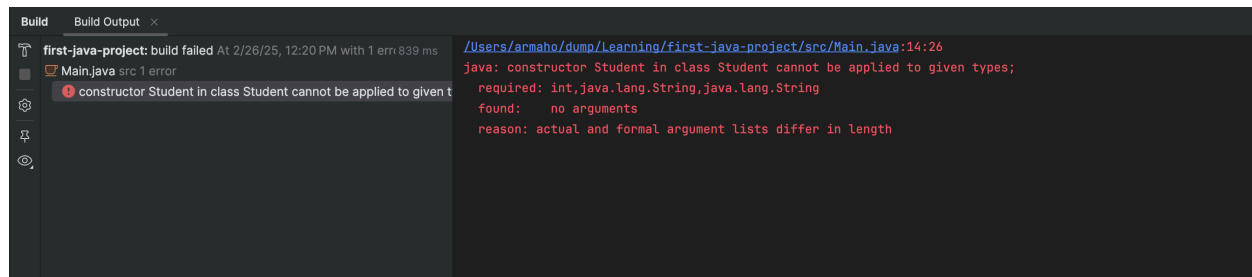 Build Build Output ×
first-java-project: build failed At 2/26/25, 12:20 PM with 1 err 839 ms
Main.java src 1 error
constructor Student in class Student cannot be applied to given t
/Users/armaho/dump/Learning/first-java-project/src/Main.java:14:26
java: constructor Student in class Student cannot be applied to given types;
required: int,java.lang.String,java.lang.String
found:    no arguments
reason: actual and formal argument lists differ in length